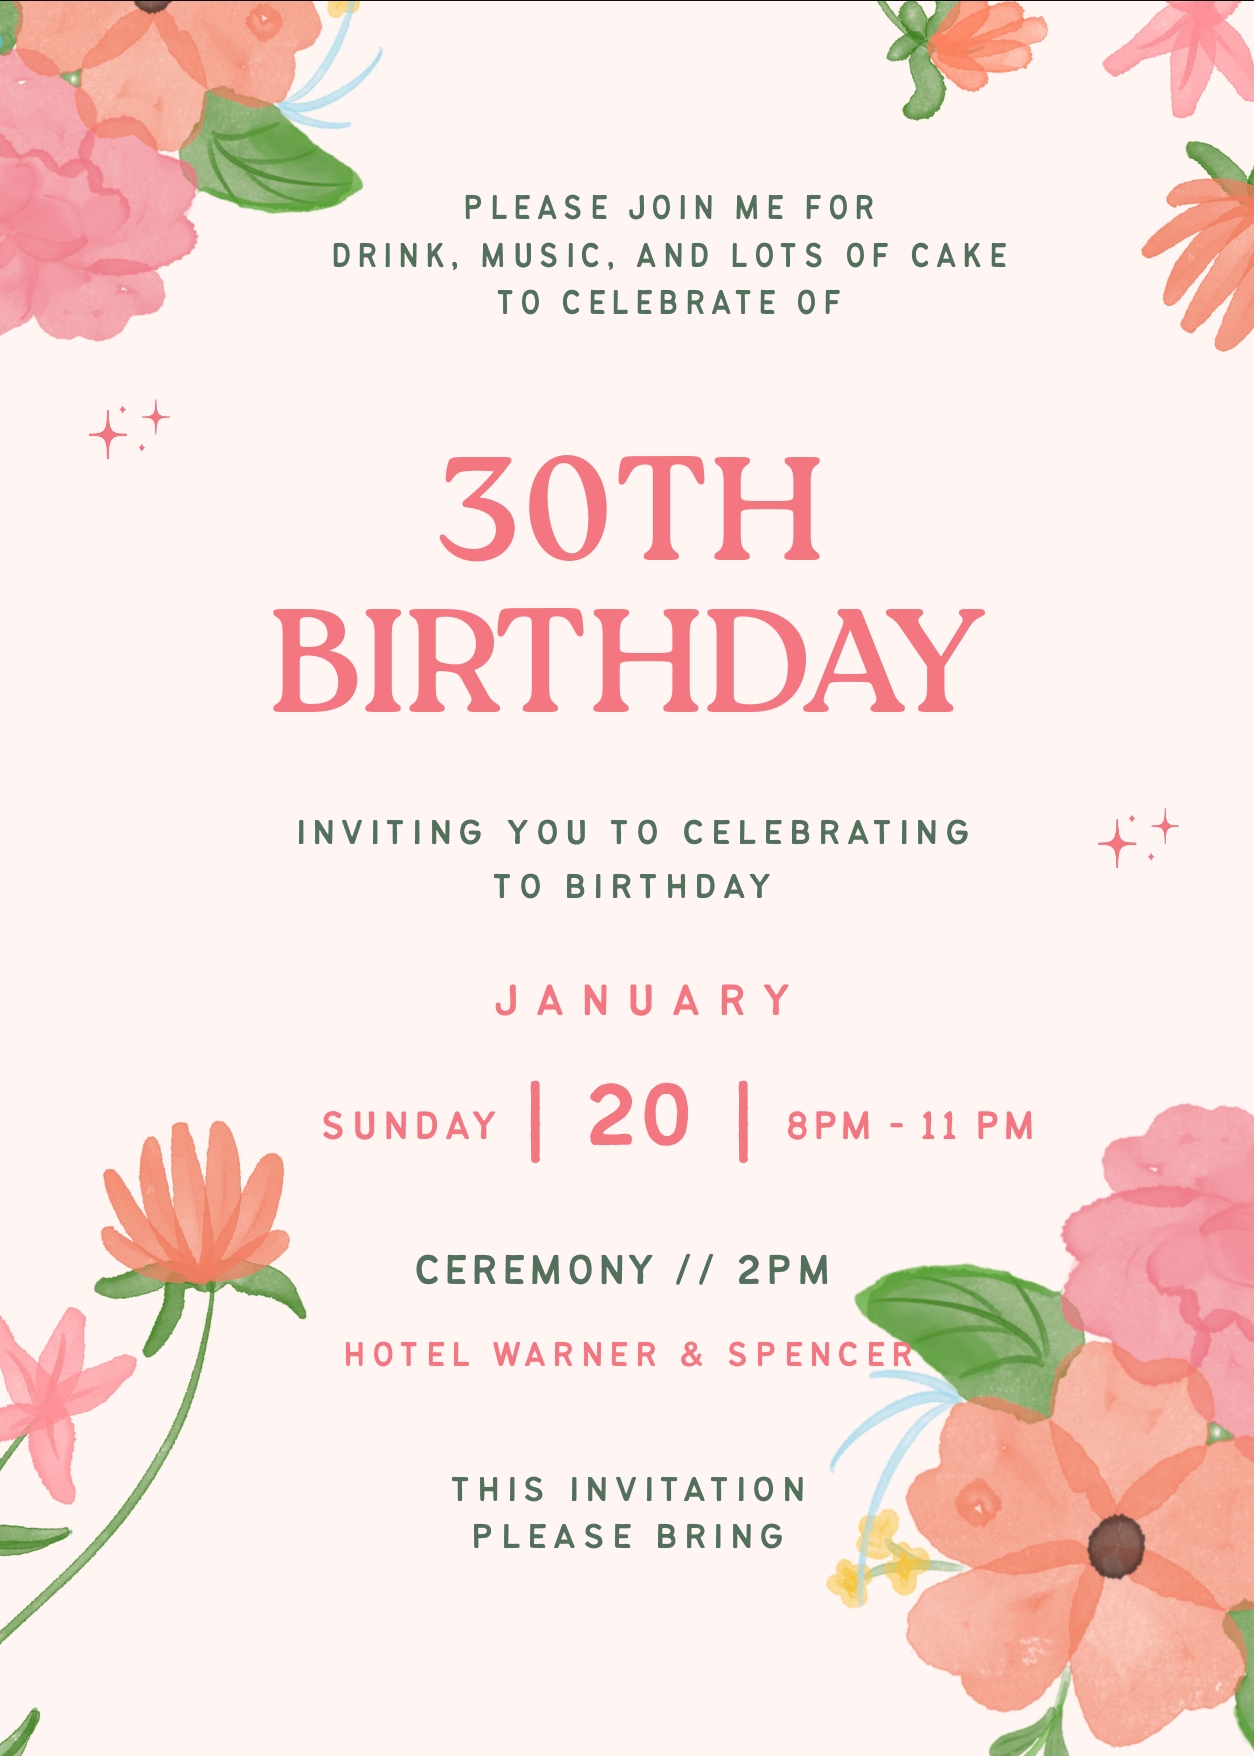 PLEASE JOIN ME FOR
DRINK, MUSIC, AND LOTS OF CAKE
TO CELEBRATE OF
30TH
BIRTHDAY
INVITING YOU TO CELEBRATING
TO BIRTHDAY
JANUARY
SUNDAY | 20 | 8PM - 11 PM
CEREMONY // 2PM
HOTEL WARNER & SPENCER
THIS INVITATION
PLEASE BRING